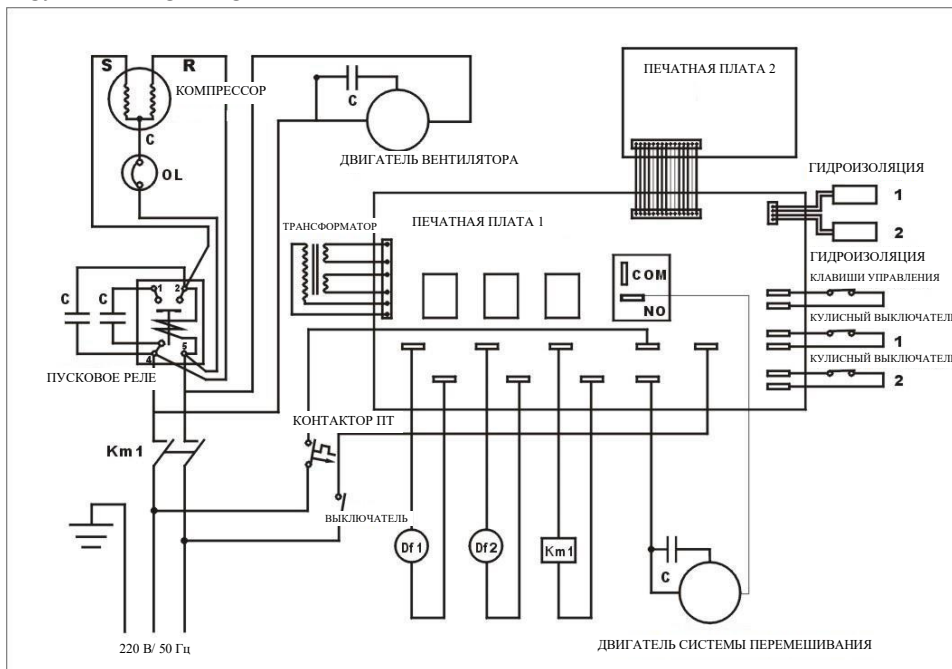 S
R
КОМПРЕССОР
C
OL
C
ДВИГАТЕЛЬ ВЕНТИЛЯТОРА
ПЕЧАТНАЯ ПЛАТА 2
ГИДРОИЗОЛЯЦИЯ
1
2
ГИДРОИЗОЛЯЦИЯ
ПЕЧАТНАЯ ПЛАТА 1
ТРАНСФОРМАТОР
COM
NO
КЛАВИШИ УПРАВЛЕНИЯ
КУЛИСНЫЙ ВЫКЛЮЧАТЕЛЬ
1
КУЛИСНЫЙ ВЫКЛЮЧАТЕЛЬ
2
C
C
1
2
4
5
ПУСКОВОЕ РЕЛЕ
КОНТАКТОР ПТ
Km1
ВЫКЛЮЧАТЕЛЬ
Df1
Df2
Km1
C
ДВИГАТЕЛЬ СИСТЕМЫ ПЕРЕМЕШИВАНИЯ
220 В/ 50 Гц